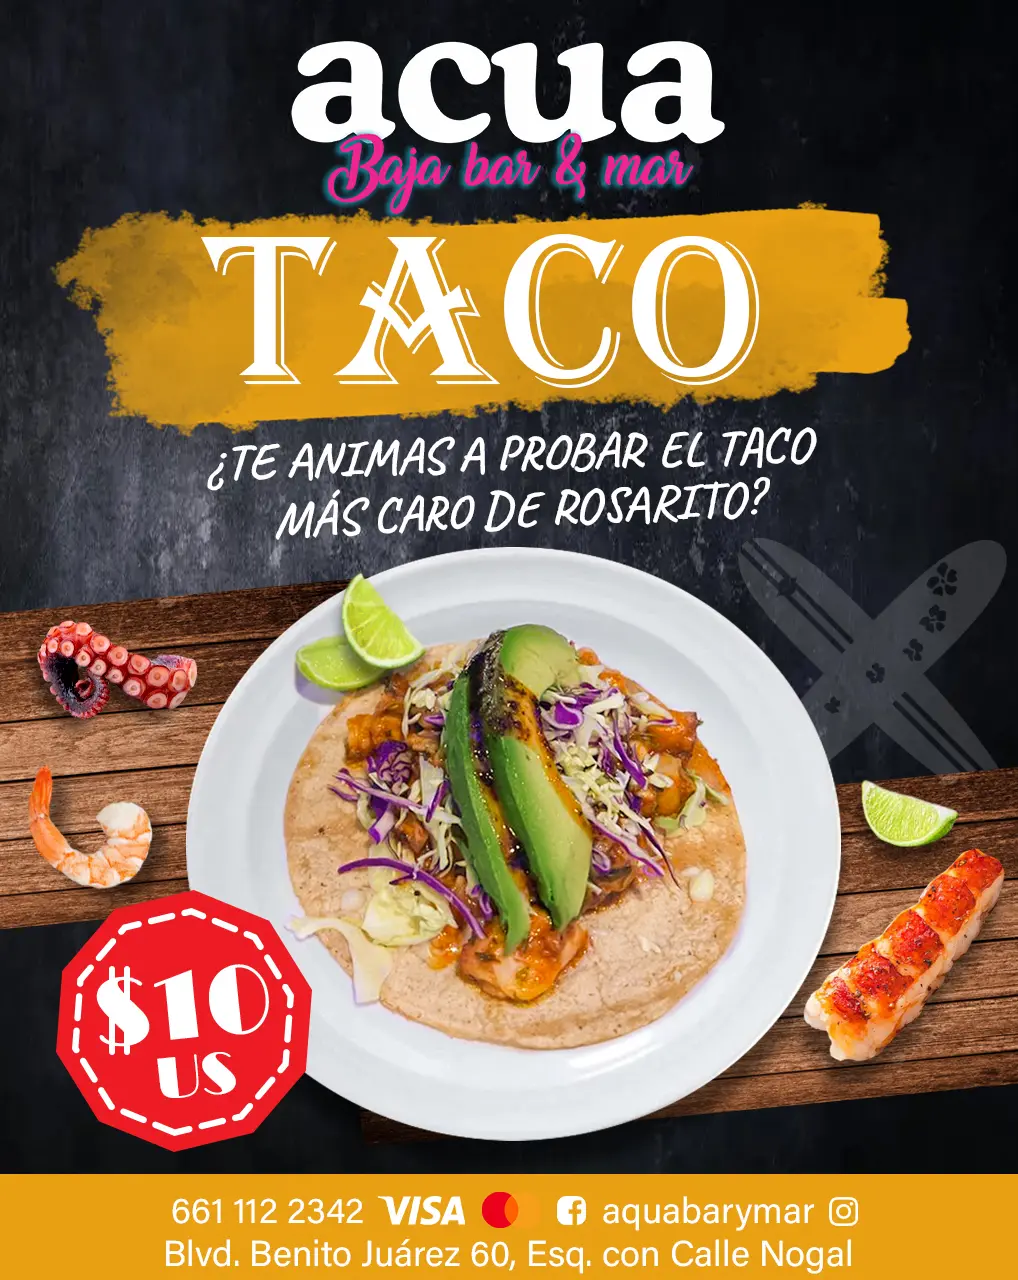 acua
Baja bar & mar
TACO
¿TE ANIMAS A PROBAR EL TACO
MÁS CARO DE ROSARITO?
$10
US
661 112 2342 VISA aquabarymar
Blvd. Benito Juárez 60, Esq. con Calle Nogal